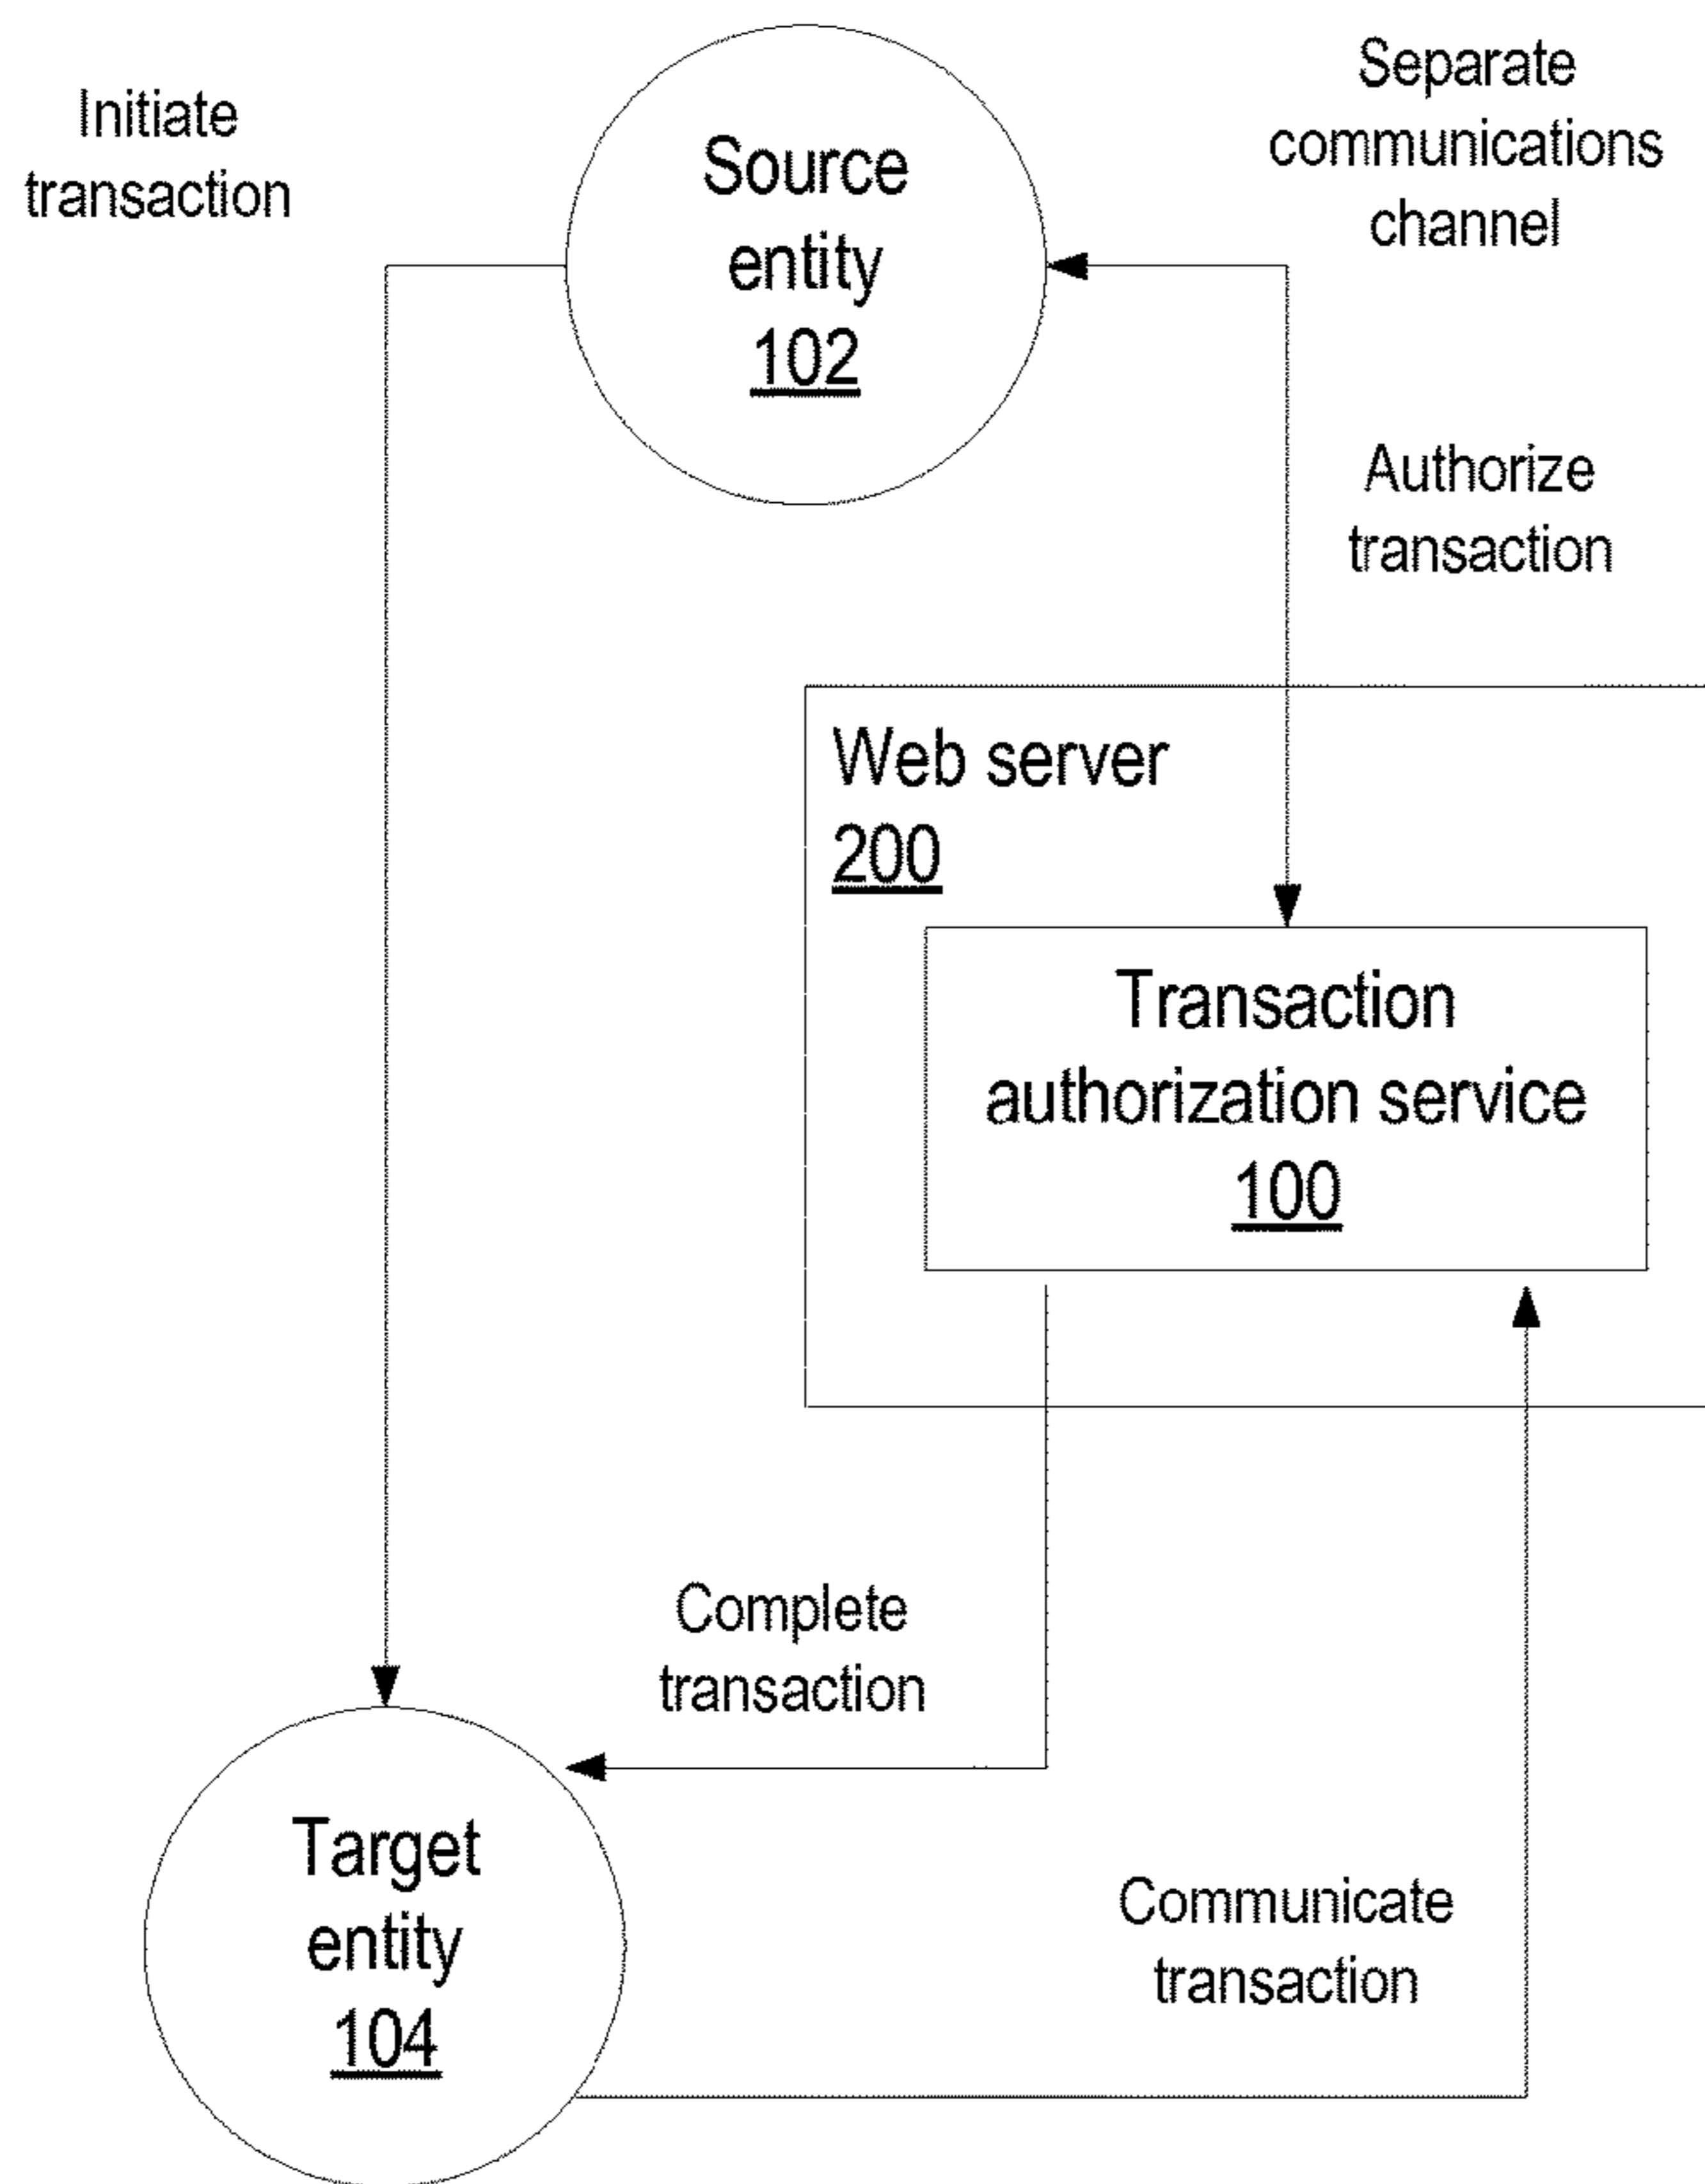 Initiate
transaction
Source
entity
102
Separate
communications
channel
Authorize
transaction
Web server
200
Transaction
authorization service
100
Complete
transaction
Target
entity
104
Communicate
transaction